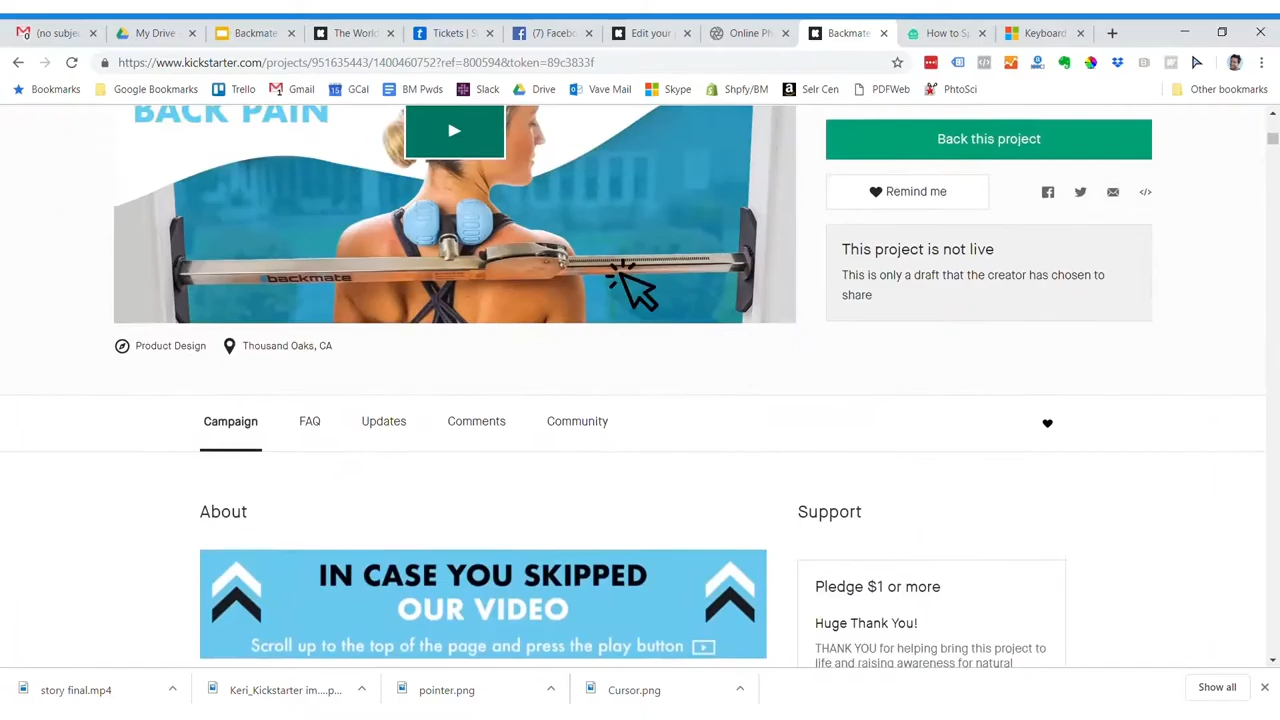 (no subje
My Drive
Backmate
The World
Tickets | S
(7) Facebo
Edit your
Online Ph
Backmate
How to Sp
Keyboard
https://www.kickstarter.com/projects/951635443/1400460752?ref=800594&token=89c3833f
Bookmarks
Google Bookmarks
Trello
Gmail
15
GCal
BM Pwds
Slack
Drive
Vave Mail
Skype
Shopfy/BM
Selr Cen
PDFWeb
PhtoSci
Other bookmarks
BACK PAIN
backmate
Back this project
Remind me
This project is not live
This is only a draft that the creator has chosen to
share
Product Design
Thousand Oaks, CA
Campaign
FAQ
Updates
Comments
Community
About
Support
IN CASE YOU SKIPPED
OUR VIDEO
Scroll up to the top of the page and press the play button
Pledge $1 or more
Huge Thank You!
THANK YOU for helping bring this project to
life and raising awareness for natural
story final.mp4
Keri_Kickstarter im....p...
pointer.png
Cursor.png
Show all